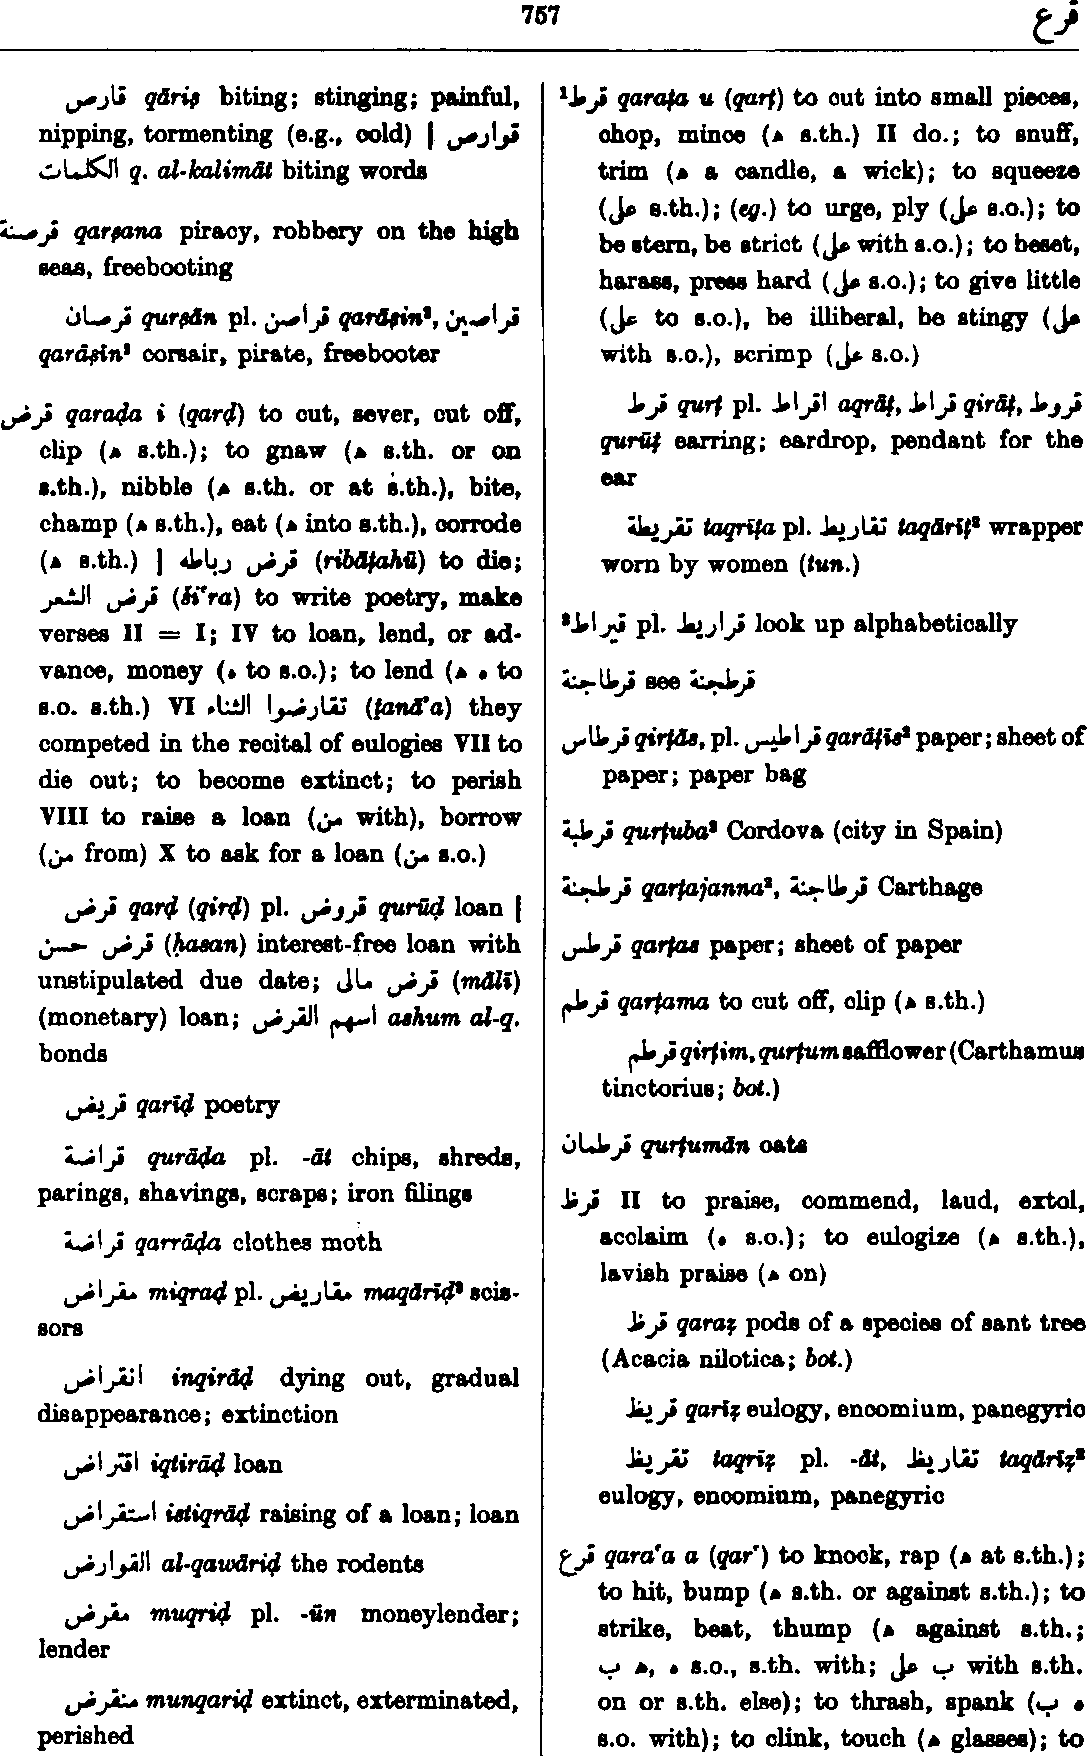 757
قرع
قارص qāriṣ biting; stinging; painful,
nipping, tormenting (e.g., cold) | قوارص
الكلمات q. al-kalimāt biting words
قرصنة qarṣana piracy, robbery on the high
seas, freebooting
قرصان qurṣān pl. قراصن qarāṣin², قراصين
qarāṣīn² corsair, pirate, freebooter
قرض qaraḍa i (qarḍ) to cut, sever, cut off,
clip (ه s.th.); to gnaw (ه s.th. or on
s.th.), nibble (ه s.th. or at s.th.), bite,
champ (ه s.th.), eat (ه into s.th.), corrode
(ه s.th.) | قرض رباطه (ribāṭahū) to die;
قرض الشعر (ši‘ra) to write poetry, make
verses II = I; IV to loan, lend, or ad-
vance, money (ه to s.o.); to lend (ه ه to
s.o. s.th.) VI تقارضوا الثناء (ṯanā’a) they
competed in the recital of eulogies VII to
die out; to become extinct; to perish
VIII to raise a loan (من with), borrow
(من from) X to ask for a loan (من s.o.)
قرض qarḍ (qirḍ) pl. قروض qurūḍ loan |
قرض حسن (ḥasan) interest-free loan with
unstipulated due date; قرض مالى (mālī)
(monetary) loan; اسهم القرض ashum al-q.
bonds
قريض qarīḍ poetry
قراضة qurāḍa pl. -āt chips, shreds,
parings, shavings, scraps; iron filings
قراضة qarrāḍa clothes moth
مقراض miqraḍ pl. مقاريض maqārīḍ² scis-
sors
انقراض inqirāḍ dying out, gradual
disappearance; extinction
اقتراض iqtirāḍ loan
استقراض istiqrāḍ raising of a loan; loan
القوارض al-qawāriḍ the rodents
مقرض muqriḍ pl. -ūn moneylender;
lender
منقرض munqariḍ extinct, exterminated,
perished
¹قرط qaraṭa u (qarṭ) to cut into small pieces,
chop, mince (ه s.th.) II do.; to snuff,
trim (ه a candle, a wick); to squeeze
(على s.th.); (eg.) to urge, ply (على s.o.); to
be stern, be strict (على with s.o.); to beset,
harass, press hard (على s.o.); to give little
(على to s.o.), be illiberal, be stingy (على
with s.o.), scrimp (على s.o.)
قرط qurṭ pl. اقراط aqrāṭ, قراط qirāṭ, قروط
qurūṭ earring; eardrop, pendant for the
ear
تقريطة taqrīṭa pl. تقاريط taqārīṭ² wrapper
worn by women (tun.)
²قيراط pl. قراريط look up alphabetically
قرطاجنة see قرطجنة
قرطاس qirṭās, pl. قراطيس qarāṭīs² paper; sheet of
paper; paper bag
قرطبة qurṭuba² Cordova (city in Spain)
قرطجنة qarṭajanna², قرطاجنة Carthage
قرطس qarṭas paper; sheet of paper
قرطم qarṭama to cut off, clip (ه s.th.)
قرطم qirṭim, qurṭum safflower (Carthamus
tinctorius; bot.)
قرطمان qurṭumān oats
قرظ II to praise, commend, laud, extol,
acclaim (ه s.o.); to eulogize (ه s.th.),
lavish praise (ه on)
قرظ qaraẓ pods of a species of sant tree
(Acacia nilotica; bot.)
قريظ qarīẓ eulogy, encomium, panegyric
تقريظ taqrīẓ pl. -āt, تقاريظ taqārīẓ²
eulogy, encomium, panegyric
قرع qara‘a a (qar‘) to knock, rap (ه at s.th.);
to hit, bump (ه s.th. or against s.th.); to
strike, beat, thump (ه against s.th.;
ه ,ه ب s.o., s.th. with; ب على with s.th.
on or s.th. else); to thrash, spank (ه ب
s.o. with); to clink, touch (ه glasses); to